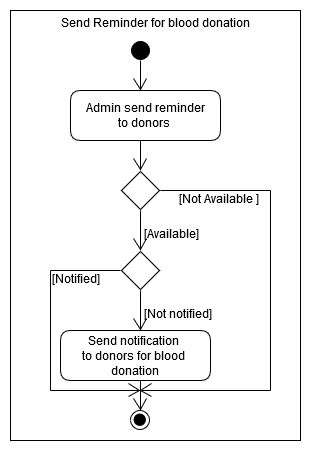 Send Reminder for blood donation
Admin send reminder
to donors
[Not Available ]
[Available]
[Notified]
[Not notified]
Send notification
to donors for blood
donation